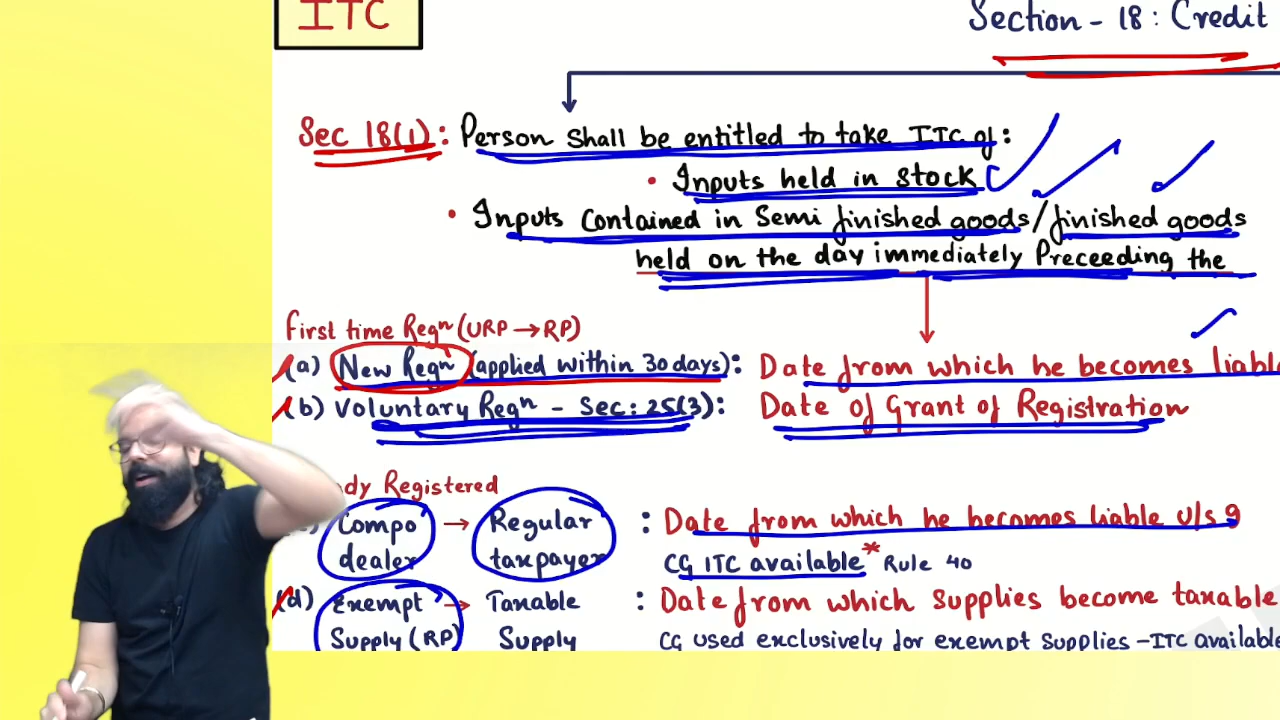 ITC
Section - 18 : Credit
Sec 18(1) : Person shall be entitled to take ITC of :
• Inputs held in stock
• Inputs Contained in Semi finished goods/finished goods
held on the day immediately Preceeding the
First time Regⁿ (URP → RP)
(a) New Regⁿ (applied within 30 days) : Date from which he becomes liable
(b) Voluntary Regⁿ - Sec: 25(3) : Date of Grant of Registration
dy Registered
) Compo → Regular : Date from which he becomes liable u/s 9
dealer taxpayer CG ITC available* Rule 40
(d) Exempt → Taxable : Date from which supplies become taxable
Supply (RP) Supply CG used exclusively for exempt supplies - ITC available